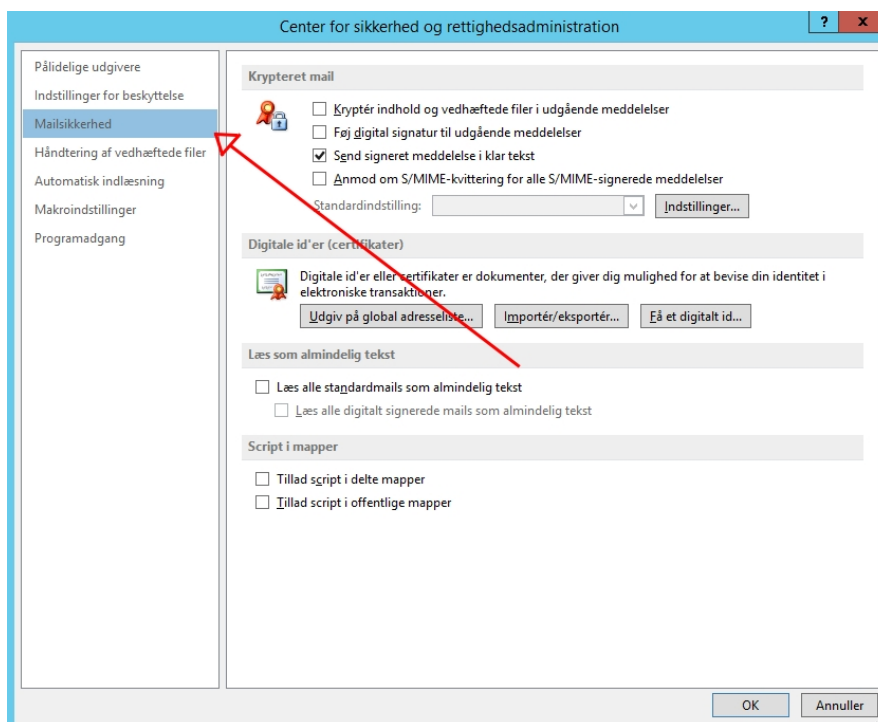 Center for sikkerhed og rettighedsadministration
? x
Pålidelige udgivere
Indstillinger for beskyttelse
Mailsikkerhed
Håndtering af vedhæftede filer
Automatisk indlæsning
Makroindstillinger
Programadgang
Krypteret mail
Kryptér indhold og vedhæftede filer i udgående meddelelser
Føj digital signatur til udgående meddelelser
Send signeret meddelelse i klar tekst
Anmod om S/MIME-kvittering for alle S/MIME-signerede meddelelser
Standardindstilling:
Indstillinger...
Digitale id'er (certifikater)
Digitale id'er eller certifikater er dokumenter, der giver dig mulighed for at bevise din identitet i
elektroniske transaktioner.
Udgiv på global adresseliste... Importér/eksportér... Få et digitalt id...
Læs som almindelig tekst
Læs alle standardmails som almindelig tekst
Læs alle digitalt signerede mails som almindelig tekst
Script i mapper
Tillad script i delte mapper
Tillad script i offentlige mapper
OK Annuller